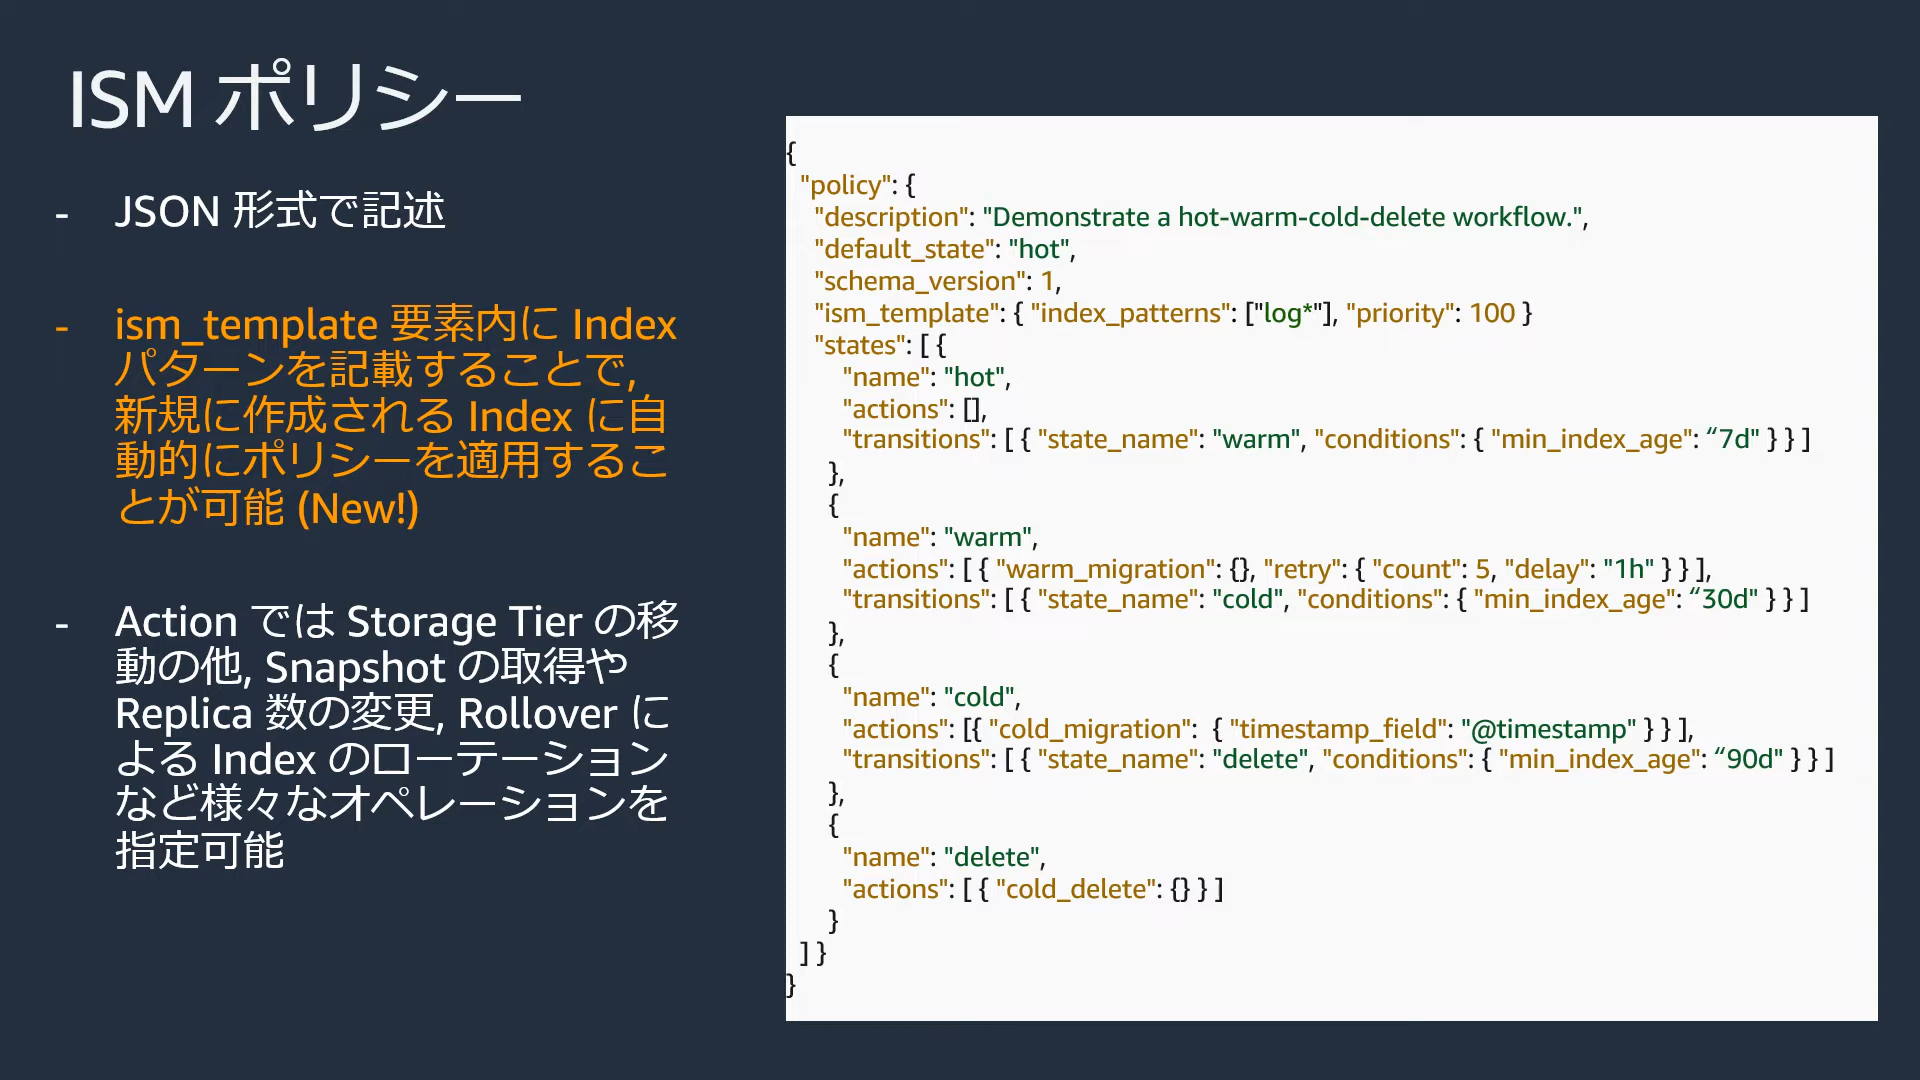 ISM ポリシー
- JSON 形式で記述
- ism_template 要素内に Index
パターンを記載することで,
新規に作成される Index に自
動的にポリシーを適用するこ
とが可能 (New!)
- Action では Storage Tier の移
動の他, Snapshot の取得や
Replica 数の変更, Rollover に
よる Index のローテーション
など様々なオペレーションを
指定可能
{
"policy": {
"description": "Demonstrate a hot-warm-cold-delete workflow.",
"default_state": "hot",
"schema_version": 1,
"ism_template": { "index_patterns": ["log*"], "priority": 100 }
"states": [ {
"name": "hot",
"actions": [],
"transitions": [ { "state_name": "warm", "conditions": { "min_index_age": “7d" } } ]
},
{
"name": "warm",
"actions": [ { "warm_migration": {}, "retry": { "count": 5, "delay": "1h" } } ],
"transitions": [ { "state_name": "cold", "conditions": { "min_index_age": “30d" } } ]
},
{
"name": "cold",
"actions": [{ "cold_migration": { "timestamp_field": "@timestamp" } } ],
"transitions": [ { "state_name": "delete", "conditions": { "min_index_age": “90d" } } ]
},
{
"name": "delete",
"actions": [ { "cold_delete": {} } ]
}
] }
}